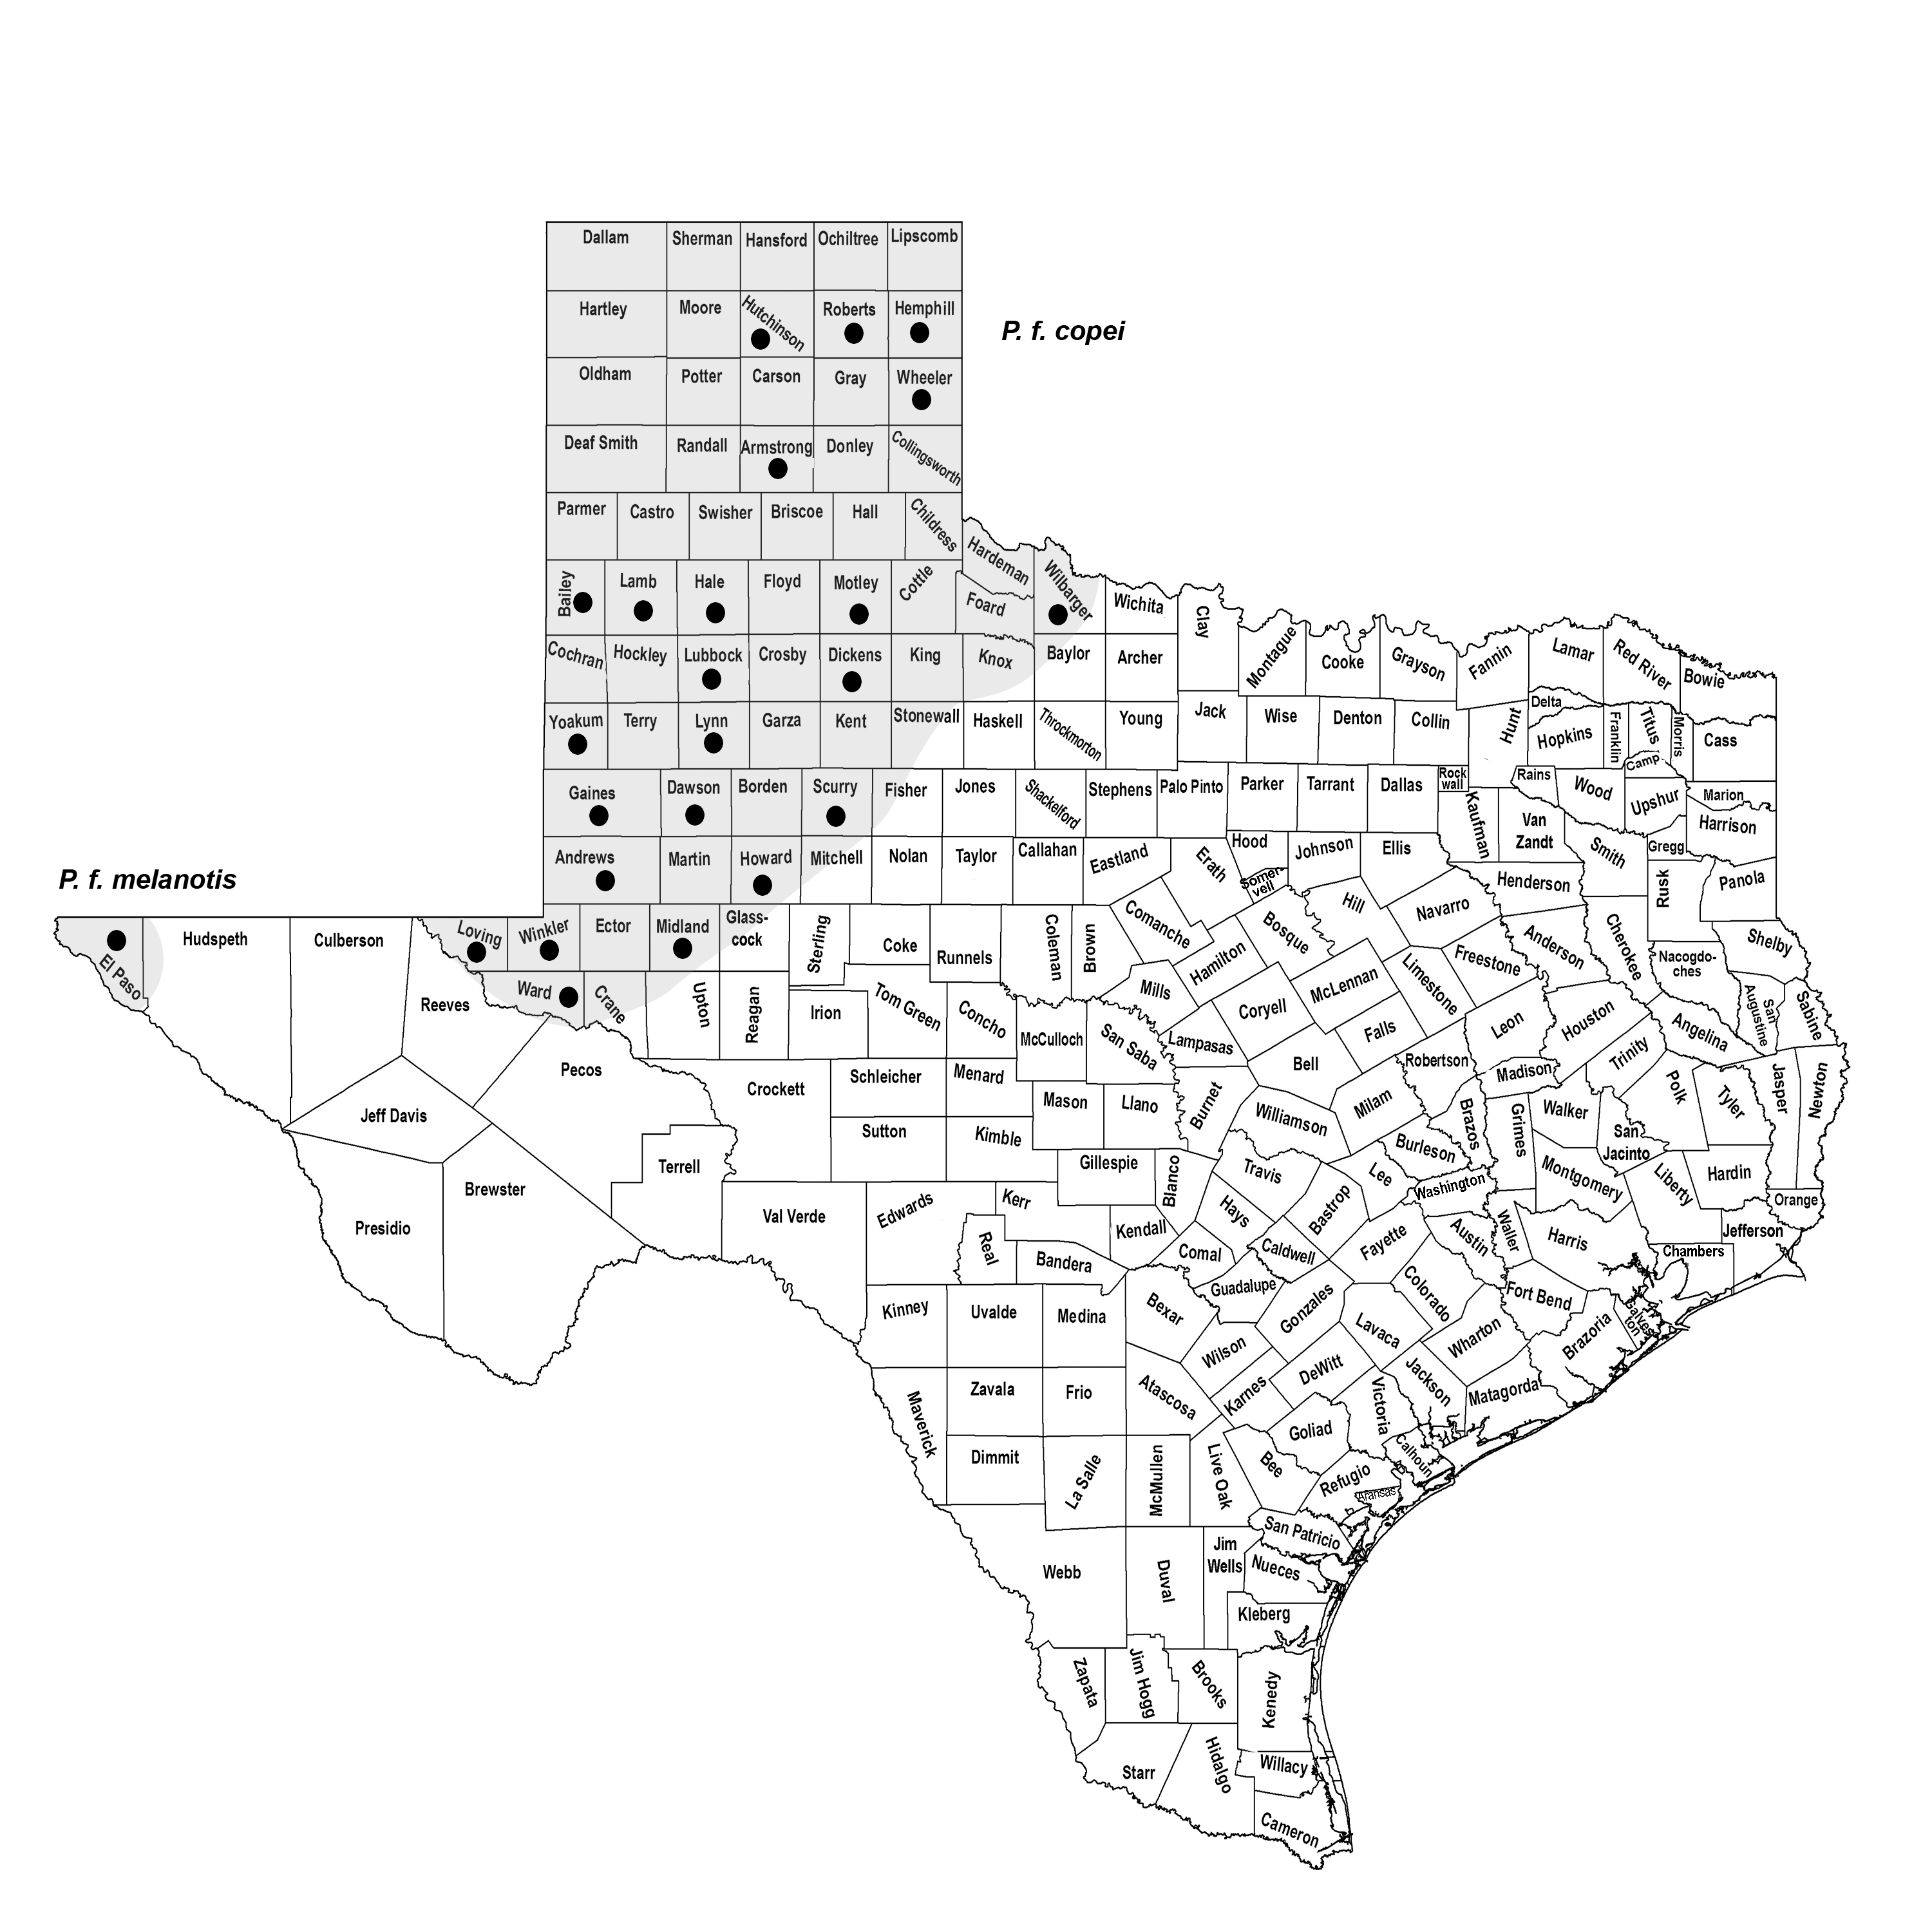 Dallam
Sherman
Hansford
Ochiltree
Lipscomb
Hartley
Moore
Hutchinson
Roberts
Hemphill
P. f. copei
Oldham
Potter
Carson
Gray
Wheeler
Deaf Smith
Randall
Armstrong
Donley
Collingsworth
Parmer
Castro
Swisher
Briscoe
Hall
Childress
Hardeman
Bailey
Lamb
Hale
Floyd
Motley
Cottle
Foard
Wilbarger
Wichita
Clay
Montague
Cooke
Grayson
Fannin
Lamar
Red River
Bowie
Cochran
Hockley
Lubbock
Crosby
Dickens
King
Knox
Baylor
Archer
Yoakum
Terry
Lynn
Garza
Kent
Stonewall
Haskell
Throckmorton
Young
Jack
Wise
Denton
Collin
Hunt
Delta
Hopkins
Franklin
Titus
Morris
Cass
Camp
Gaines
Dawson
Borden
Scurry
Fisher
Jones
Shackelford
Stephens
Palo Pinto
Parker
Tarrant
Dallas
Rock
wall
Kaufman
Rains
Wood
Upshur
Marion
Harrison
Van
Zandt
Smith
Gregg
Andrews
Martin
Howard
Mitchell
Nolan
Taylor
Callahan
Eastland
Erath
Hood
Somer-
vell
Johnson
Ellis
Henderson
Rusk
Panola
P. f. melanotis
El Paso
Hudspeth
Culberson
Loving
Winkler
Ector
Midland
Glass-
cock
Sterling
Coke
Runnels
Coleman
Brown
Comanche
Hamilton
Bosque
Hill
Navarro
Freestone
Anderson
Cherokee
Nacogdo-
ches
Shelby
Reeves
Ward
Crane
Upton
Reagan
Irion
Tom Green
Concho
McCulloch
San Saba
Mills
Lampasas
Coryell
McLennan
Limestone
Falls
Leon
Houston
Angelina
San
Augustine
Sabine
Pecos
Jeff Davis
Crockett
Schleicher
Menard
Mason
Llano
Burnet
Bell
Milam
Robertson
Madison
Trinity
Polk
Tyler
Jasper
Newton
Williamson
Brazos
Grimes
Walker
San
Jacinto
Presidio
Brewster
Terrell
Sutton
Kimble
Gillespie
Blanco
Travis
Burleson
Lee
Washington
Montgomery
Liberty
Hardin
Orange
Val Verde
Edwards
Kerr
Real
Bandera
Kendall
Hays
Comal
Caldwell
Bastrop
Fayette
Austin
Waller
Harris
Chambers
Jefferson
Kinney
Uvalde
Medina
Bexar
Guadalupe
Gonzales
Colorado
Fort Bend
Galves-
ton
Brazoria
Wharton
Lavaca
Wilson
Maverick
Zavala
Frio
Atascosa
Karnes
DeWitt
Jackson
Matagorda
Victoria
Calhoun
Dimmit
La Salle
McMullen
Live Oak
Bee
Goliad
Refugio
Aransas
San Patricio
Webb
Duval
Jim
Wells
Nueces
Kleberg
Zapata
Jim Hogg
Brooks
Kenedy
Starr
Hidalgo
Willacy
Cameron